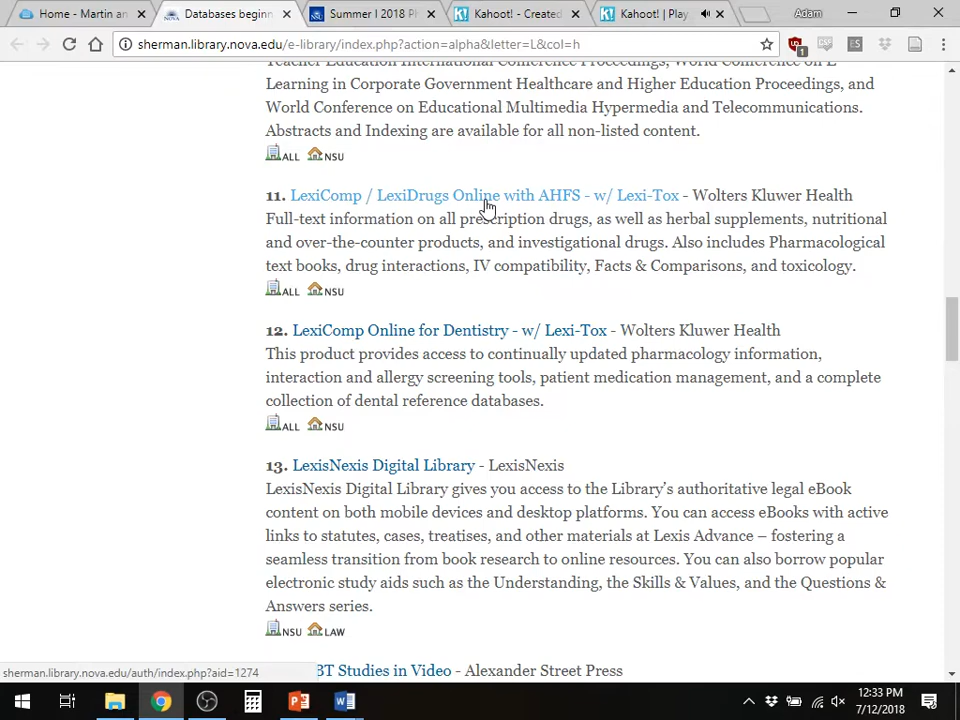 Home - Martin an
Databases beginn
Summer I 2018 P
Kahoot! - Created
Kahoot! | Play
Adam
sherman.library.nova.edu/e-library/index.php?action=alpha&letter=L&col=h
1
ES
Teacher Education International Conference Proceedings, World Conference on E-
Learning in Corporate Government Healthcare and Higher Education Proceedings, and
World Conference on Educational Multimedia Hypermedia and Telecommunications.
Abstracts and Indexing are available for all non-listed content.
ALL NSU
11. LexiComp / LexiDrugs Online with AHFS - w/ Lexi-Tox - Wolters Kluwer Health
Full-text information on all prescription drugs, as well as herbal supplements, nutritional
and over-the-counter products, and investigational drugs. Also includes Pharmacological
text books, drug interactions, IV compatibility, Facts & Comparisons, and toxicology.
ALL NSU
12. LexiComp Online for Dentistry - w/ Lexi-Tox - Wolters Kluwer Health
This product provides access to continually updated pharmacology information,
interaction and allergy screening tools, patient medication management, and a complete
collection of dental reference databases.
ALL NSU
13. LexisNexis Digital Library - LexisNexis
LexisNexis Digital Library gives you access to the Library's authoritative legal eBook
content on both mobile devices and desktop platforms. You can access eBooks with active
links to statutes, cases, treatises, and other materials at Lexis Advance – fostering a
seamless transition from book research to online resources. You can also borrow popular
electronic study aids such as the Understanding, the Skills & Values, and the Questions &
Answers series.
NSU LAW
BT Studies in Video - Alexander Street Press
sherman.library.nova.edu/auth/index.php?aid=1274
12:33 PM
7/12/2018